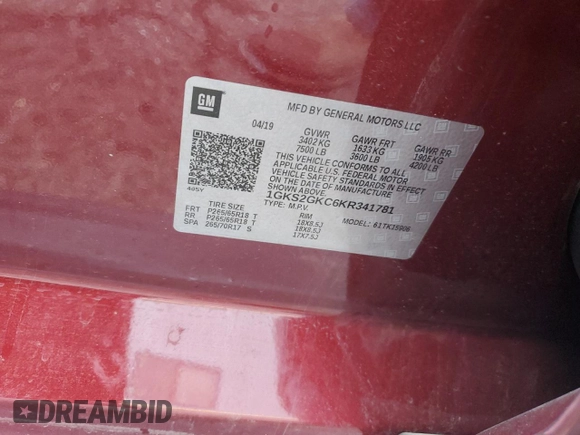 GM
MFD BY GENERAL MOTORS LLC
04/19 GVWR GAWR FRT GAWR RR
3402 KG 1633 KG 1905 KG
7500 LB 3600 LB 4200 LB
THIS VEHICLE CONFORMS TO ALL
APPLICABLE U.S. FEDERAL MOTOR
VEHICLE SAFETY STANDARDS IN
EFFECT ON THE DATE OF MANUFACTURE
SHOWN ABOVE.
1GKS2GKC6KR341781
TYPE: M.P.V. MODEL: 61TK15906
TIRE SIZE RIM
FRT P265/65R18 T 18X8.5J
RR P265/65R18 T 18X8.5J
SPA 265/70R17 S 17X7.5J
DREAMBID